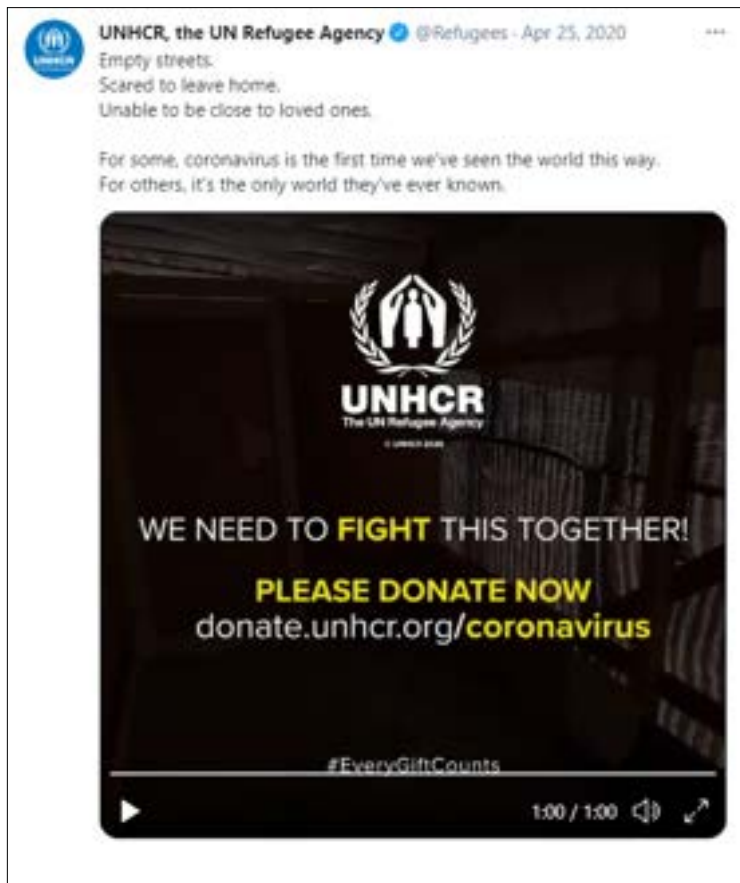 UNHCR, the UN Refugee Agency @Refugees · Apr 25, 2020 ...
Empty streets.
Scared to leave home.
Unable to be close to loved ones.
For some, coronavirus is the first time we've seen the world this way.
For others, it's the only world they've ever known.
UNHCR
UNHCR
The UN Refugee Agency
© UNHCR 2020
WE NEED TO FIGHT THIS TOGETHER!
PLEASE DONATE NOW
donate.unhcr.org/coronavirus
#EveryGiftCounts
1:00 / 1:00